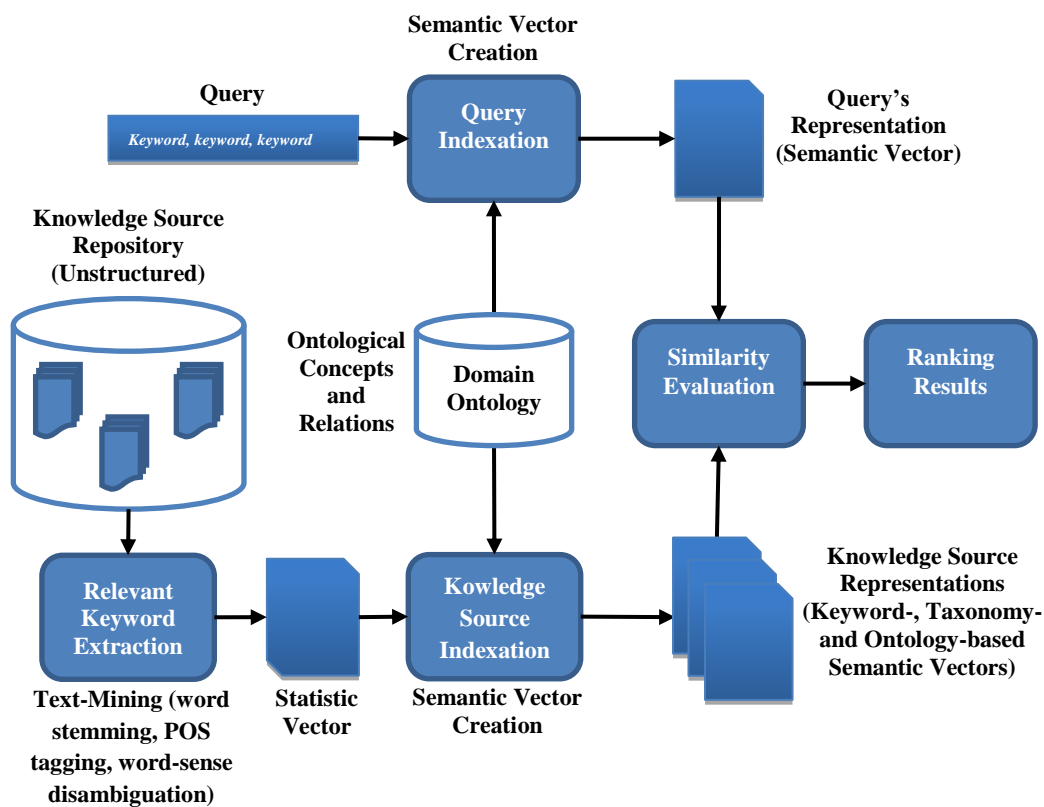 Semantic Vector
Creation
Query
Keyword, keyword, keyword
Query
Indexation
Query's
Representation
(Semantic Vector)
Knowledge Source
Repository
(Unstructured)
Ontological
Concepts
and
Relations
Domain
Ontology
Similarity
Evaluation
Ranking
Results
Relevant
Keyword
Extraction
Text-Mining (word
stemming, POS
tagging, word-sense
disambiguation)
Statistic
Vector
Kowledge
Source
Indexation
Semantic Vector
Creation
Knowledge Source
Representations
(Keyword-, Taxonomy-
and Ontology-based
Semantic Vectors)